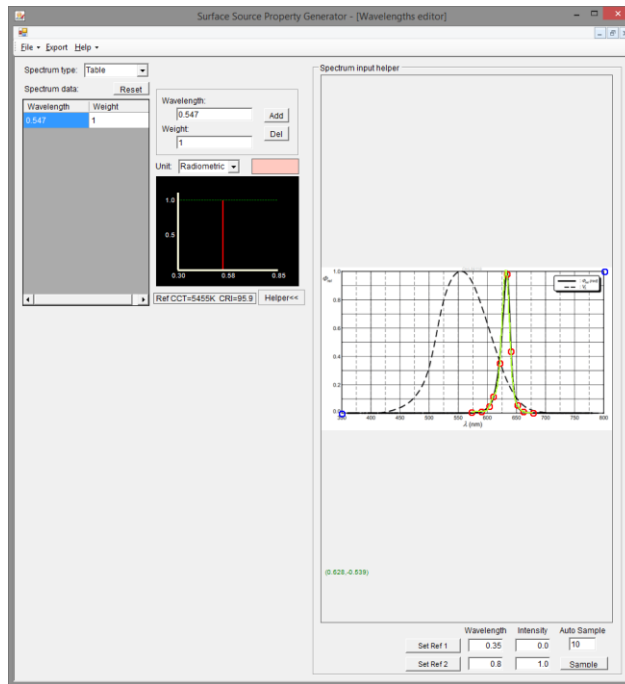 Surface Source Property Generator - [Wavelengths editor]
File Export Help
Spectrum type: Table
Spectrum data: Reset
Wavelength Weight
0.547 1
Wavelength:
0.547
Add
Weight:
1
Del
Unit: Radiometric
1.0
0.5
0.30 0.58 0.85
Ref CCT=5455K CRI=95.9
Helper<<
Spectrum input helper
1.0
0.8
0.6
0.4
0.2
0.0
400 450 500 550 600 650 700 750 800
λ (nm)
(0.628,-0.539)
Wavelength Intensity Auto Sample
Set Ref 1 0.35 0.0 10
Set Ref 2 0.8 1.0 Sample